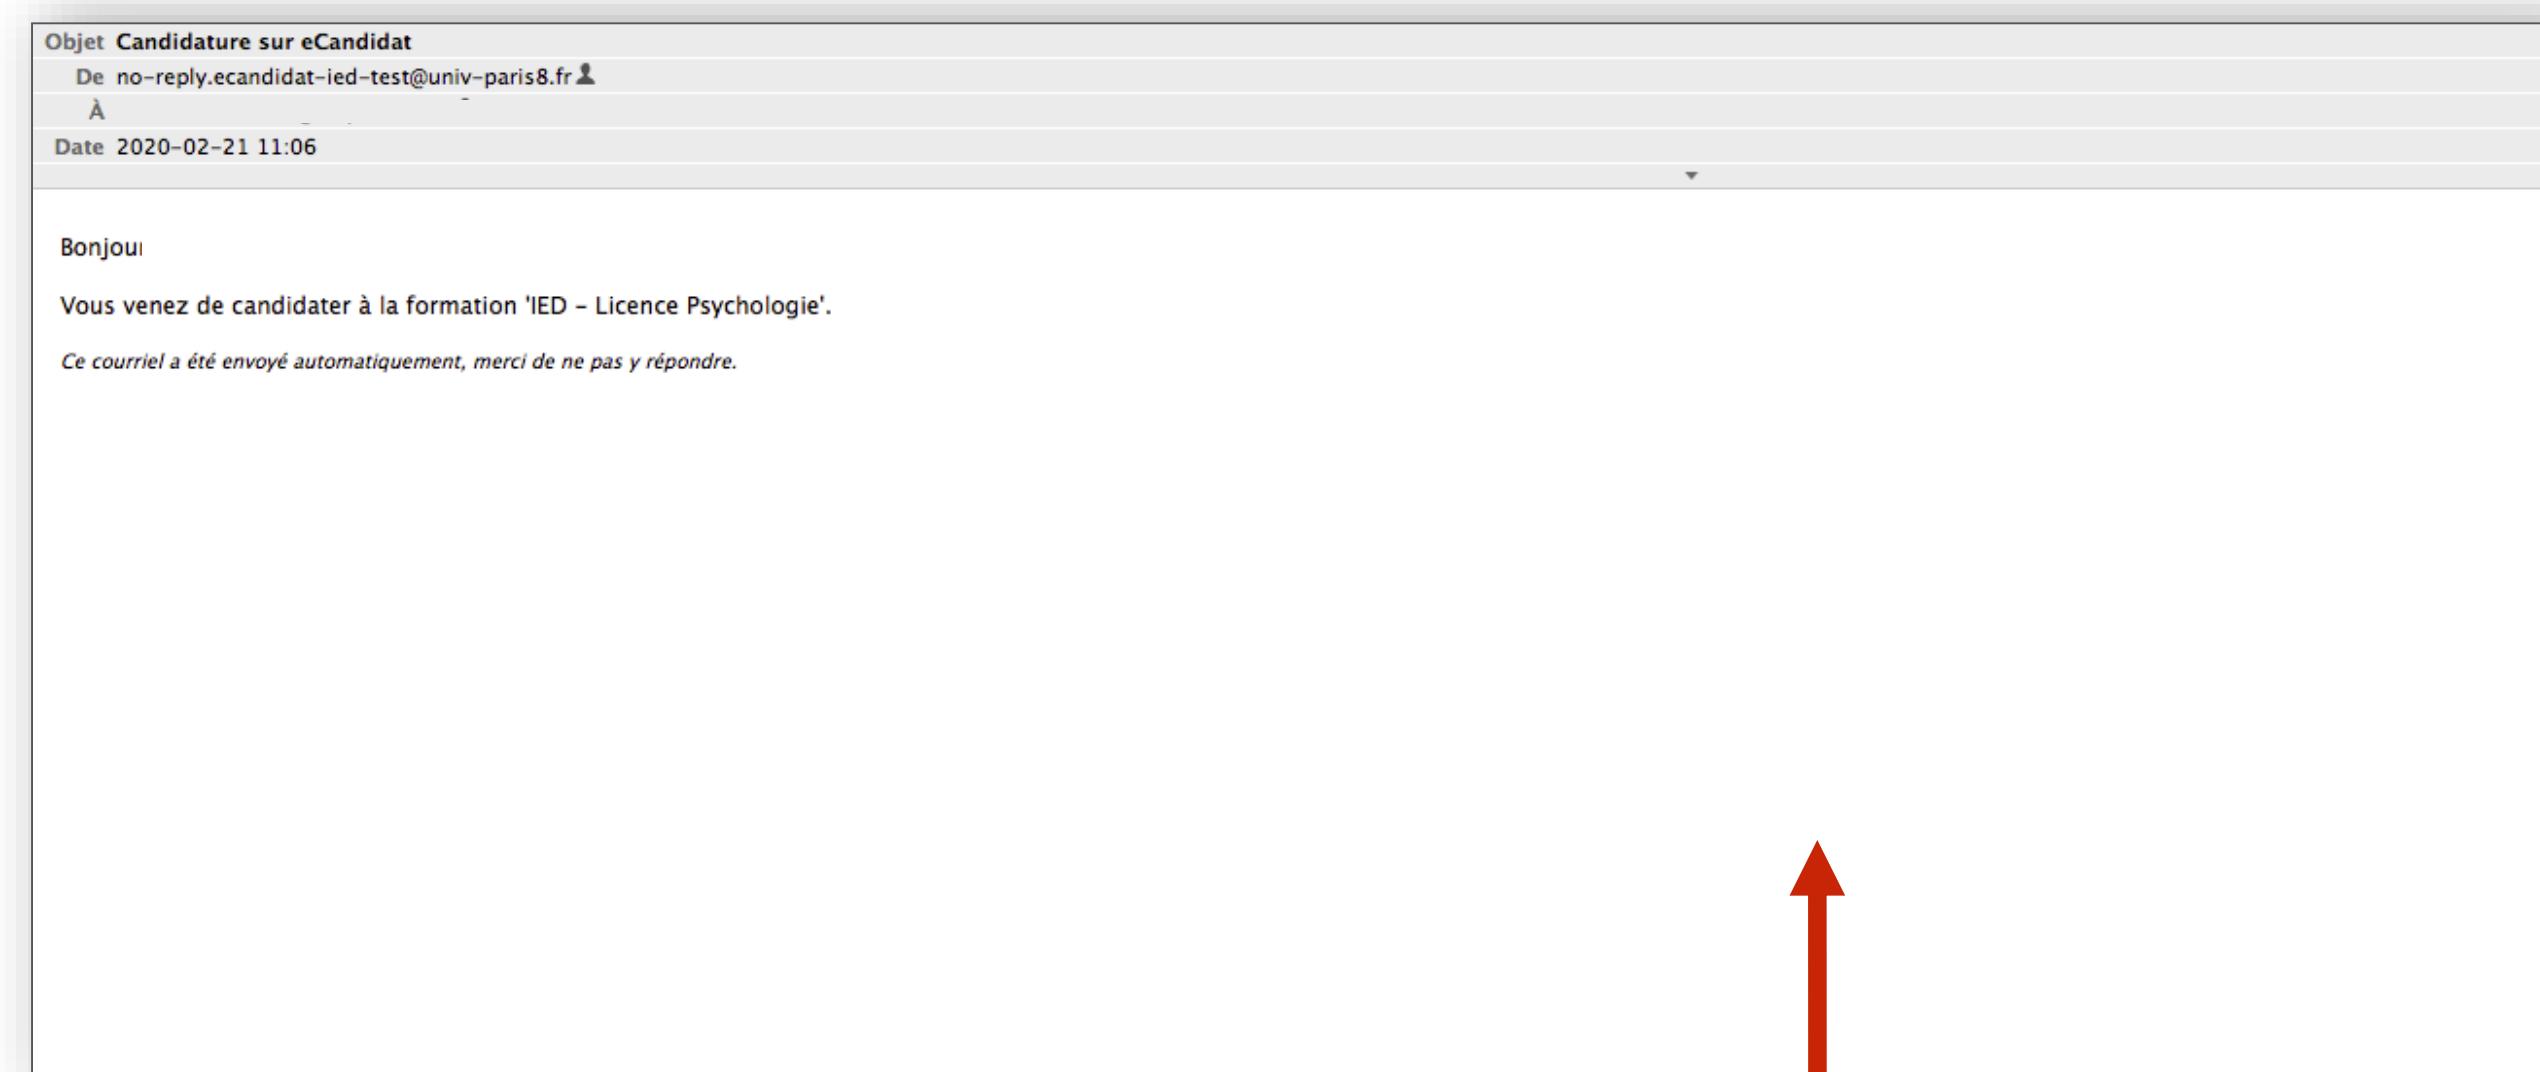 Objet Candidature sur eCandidat
De no-reply.ecandidat-ied-test@univ-paris8.fr
À
Date 2020-02-21 11:06
Bonjour
Vous venez de candidater à la formation 'IED – Licence Psychologie'.
Ce courriel a été envoyé automatiquement, merci de ne pas y répondre.